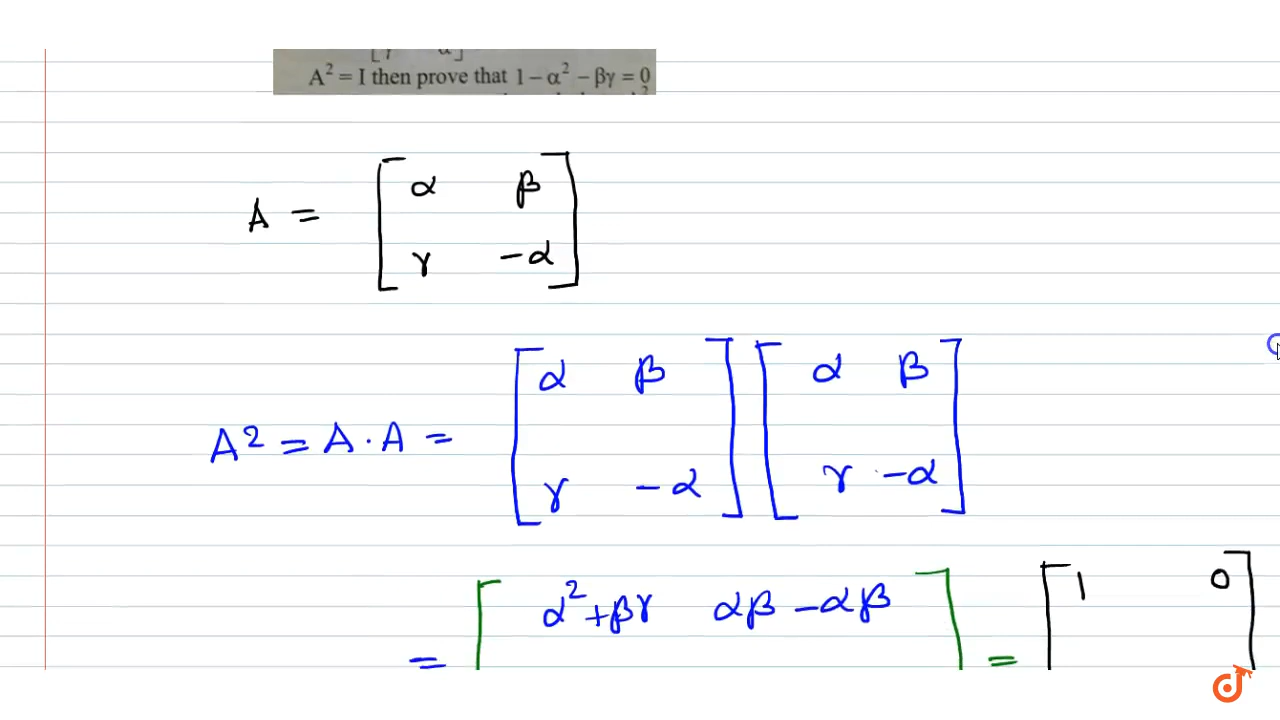 A² = I then prove that 1 – α² – βγ = 0
A = [ α β
γ -α ]
A² = A · A = [ α β ] [ α β ]
[ γ -α ] [ γ -α ]
= [ α² + βγ αβ - αβ ] = [ 1 0 ]